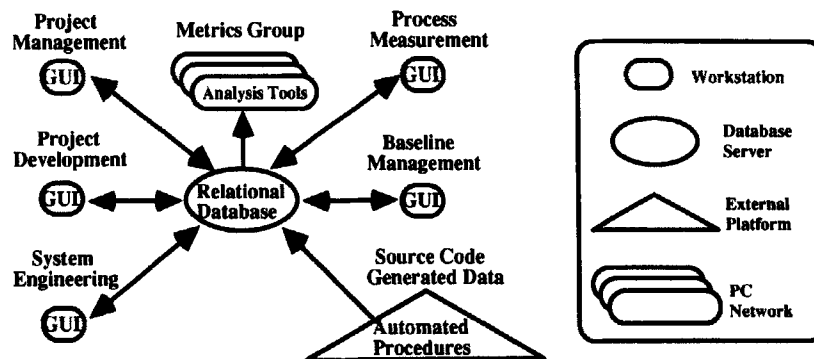 Project
Management
GUI
Metrics Group
Analysis Tools
Process
Measurement
GUI
Project
Development
GUI
Relational
Database
Baseline
Management
GUI
System
Engineering
GUI
Source Code
Generated Data
Automated
Procedures
Workstation
Database
Server
External
Platform
PC
Network